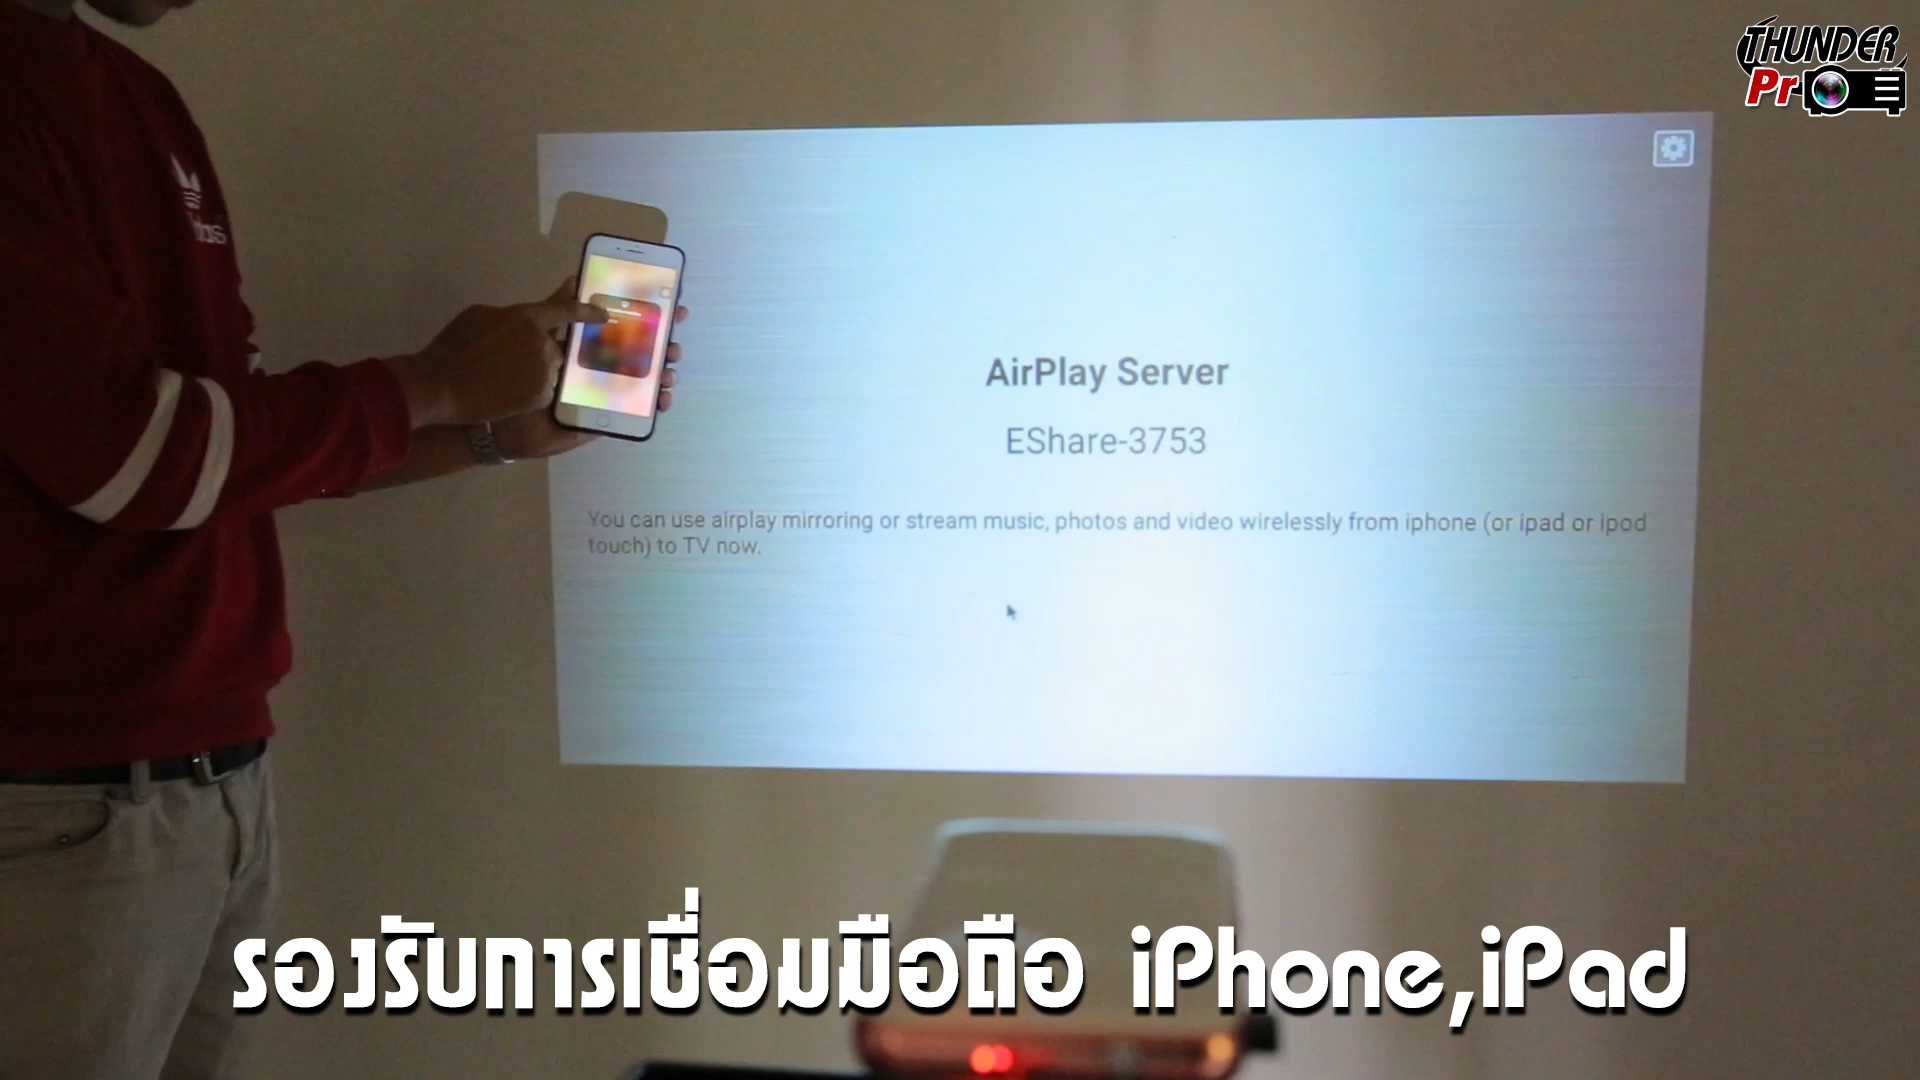 THUNDER
Pro
AirPlay Server
EShare-3753
You can use airplay mirroring or stream music, photos and video wirelessly from iphone (or ipad or ipod
touch) to TV now.
รองรับการเชื่อมมือถือ iPhone,iPad